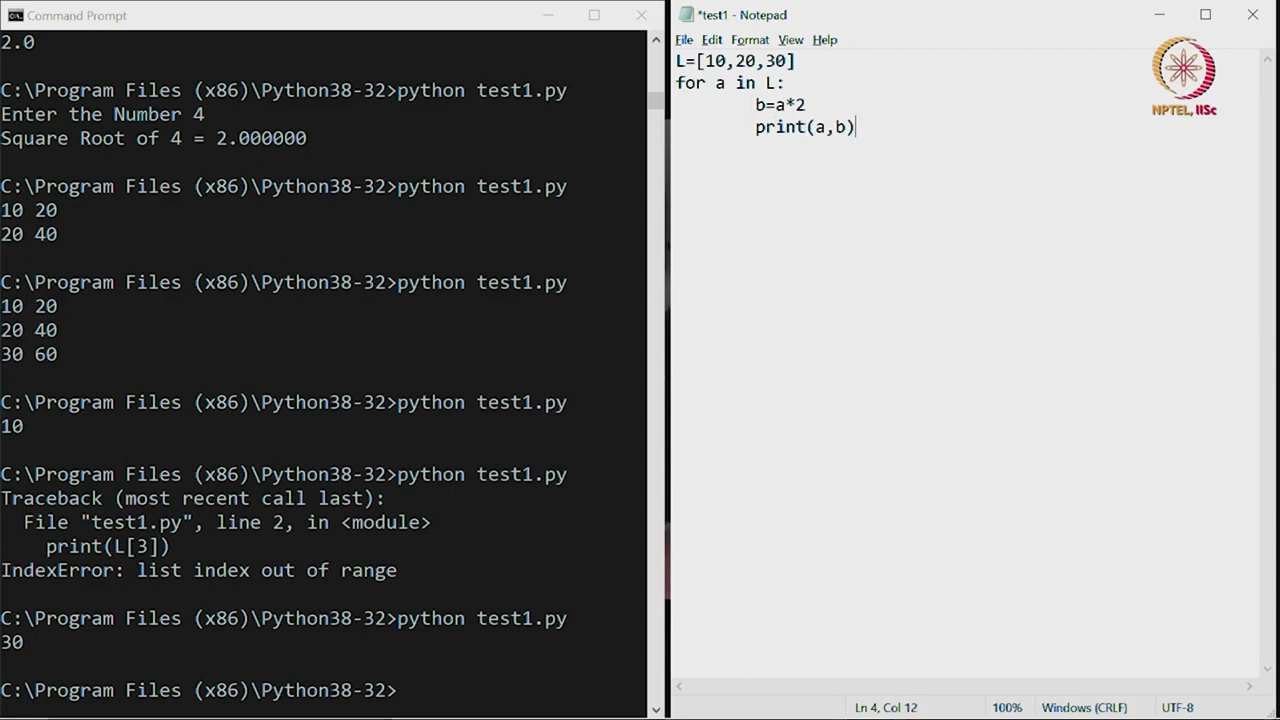 Command Prompt
2.0
C:\Program Files (x86)\Python38-32>python test1.py
Enter the Number 4
Square Root of 4 = 2.000000
C:\Program Files (x86)\Python38-32>python test1.py
10 20
20 40
C:\Program Files (x86)\Python38-32>python test1.py
10 20
20 40
30 60
C:\Program Files (x86)\Python38-32>python test1.py
10
C:\Program Files (x86)\Python38-32>python test1.py
Traceback (most recent call last):
  File "test1.py", line 2, in <module>
    print(L[3])
IndexError: list index out of range
C:\Program Files (x86)\Python38-32>python test1.py
30
C:\Program Files (x86)\Python38-32>
*test1 - Notepad
File Edit Format View Help
L=[10,20,30]
for a in L:
        b=a*2
        print(a,b)
NPTEL, IISc
Ln 4, Col 12 100% Windows (CRLF) UTF-8